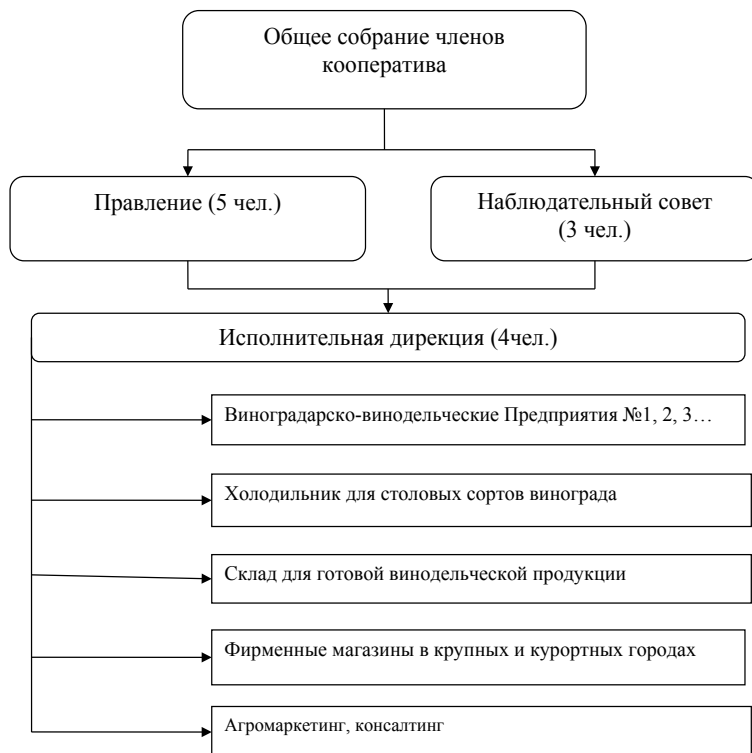 Общее собрание членов
кооператива
Правление (5 чел.)
Наблюдательный совет
(3 чел.)
Исполнительная дирекция (4чел.)
Виноградарско-винодельческие Предприятия №1, 2, 3…
Холодильник для столовых сортов винограда
Склад для готовой винодельческой продукции
Фирменные магазины в крупных и курортных городах
Агромаркетинг, консалтинг